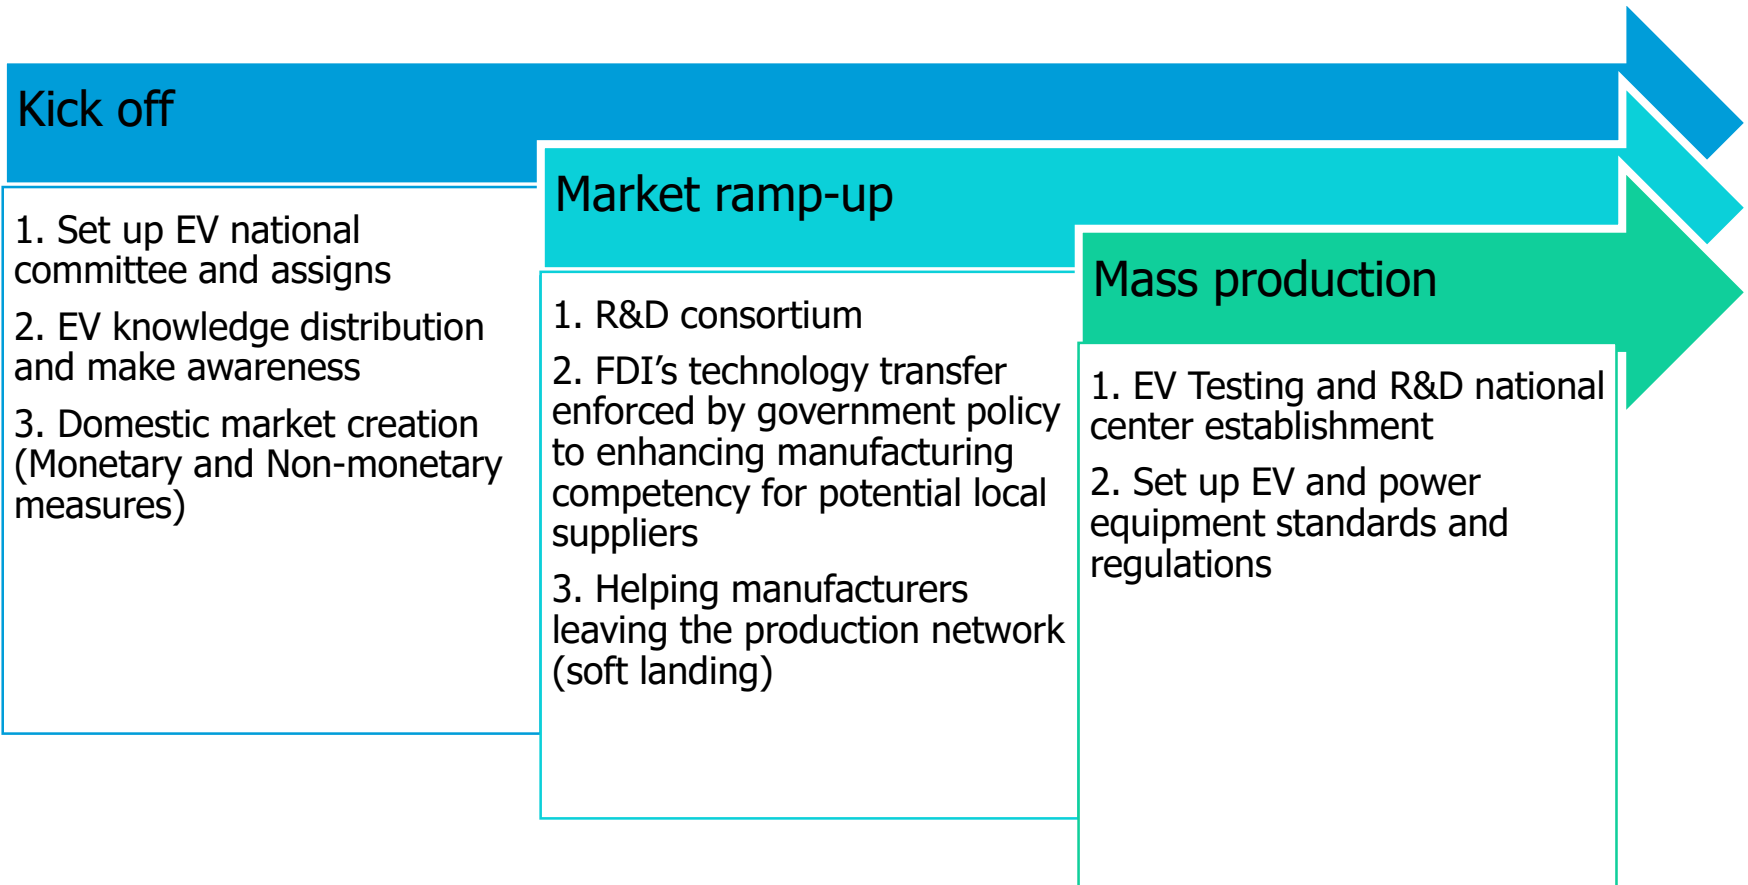 Kick off
1. Set up EV national
committee and assigns
2. EV knowledge distribution
and make awareness
3. Domestic market creation
(Monetary and Non-monetary
measures)
Market ramp-up
1. R&D consortium
2. FDI’s technology transfer
enforced by government policy
to enhancing manufacturing
competency for potential local
suppliers
3. Helping manufacturers
leaving the production network
(soft landing)
Mass production
1. EV Testing and R&D national
center establishment
2. Set up EV and power
equipment standards and
regulations